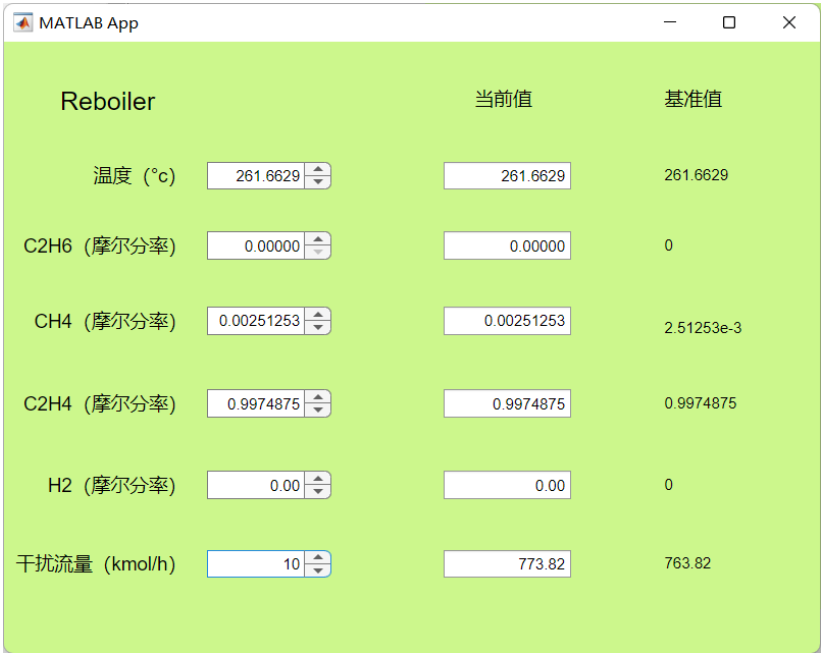 MATLAB App
Reboiler 当前值 基准值
温度（°c） 261.6629 261.6629 261.6629
C2H6（摩尔分率） 0.00000 0.00000 0
CH4（摩尔分率） 0.00251253 0.00251253 2.51253e-3
C2H4（摩尔分率） 0.9974875 0.9974875 0.9974875
H2（摩尔分率） 0.00 0.00 0
干扰流量（kmol/h） 10 773.82 763.82